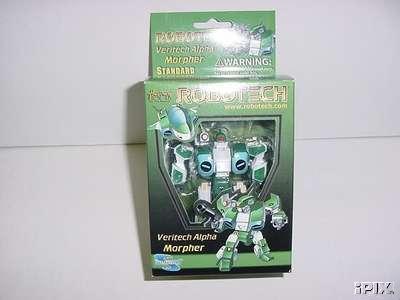 ROBOTECH
Veritech Alpha
Morpher
STANDARD
WARNING:
ROBOTECH
www.robotech.com
Veritech Alpha
Morpher
iPIX